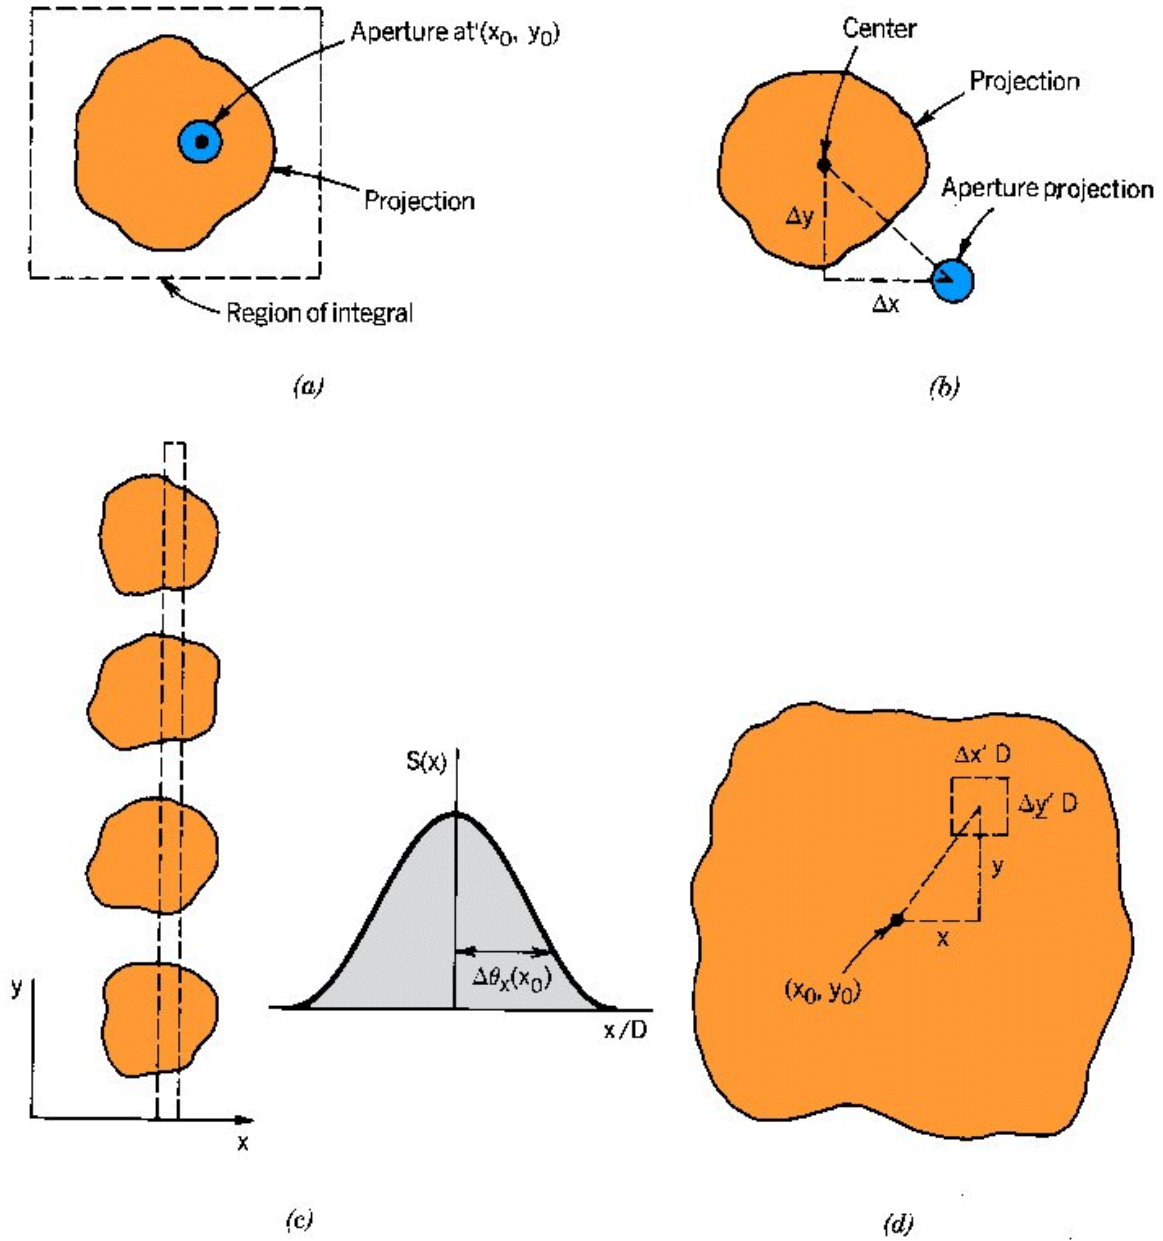 Aperture at (x₀, y₀)
Projection
Region of integral
(a)
Center
Projection
Aperture projection
Δy
Δx
(b)
y
x
S(x)
Δθₓ(x₀)
x/D
(c)
Δx′ D
Δy′ D
y
x
(x₀, y₀)
(d)